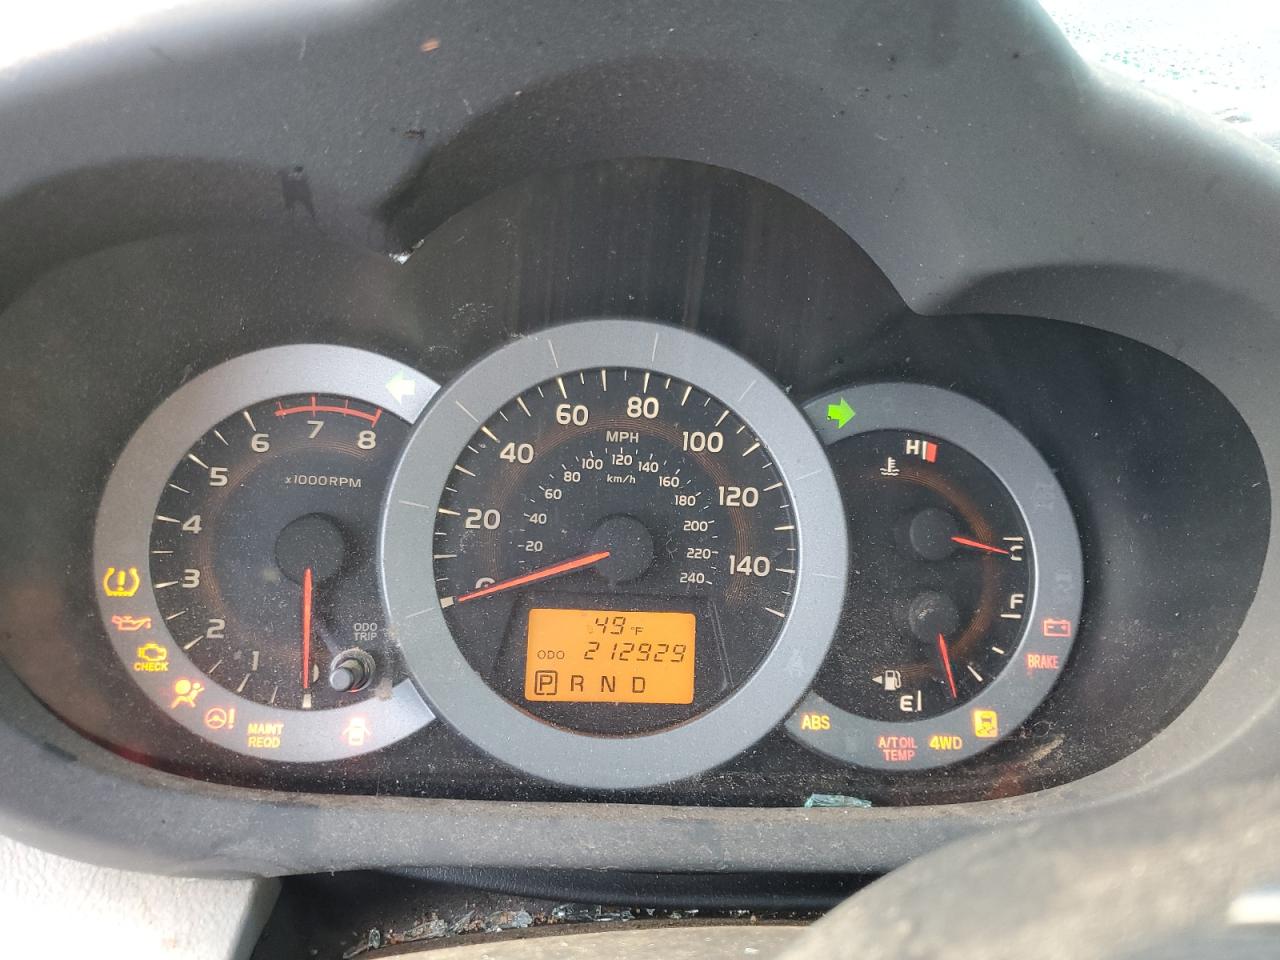 6 7 8
5
x1000RPM
4
3
2
1
ODO
TRIP
CHECK
!
MAINT
REQD
0 20 40 60 80 100 120 140
MPH
20 40 60 80 100 120 140 160 180 200 220 240
km/h
49°F
ODO 212929
P R N D
H
C
F
E
BRAKE
ABS
A/T OIL
TEMP
4WD